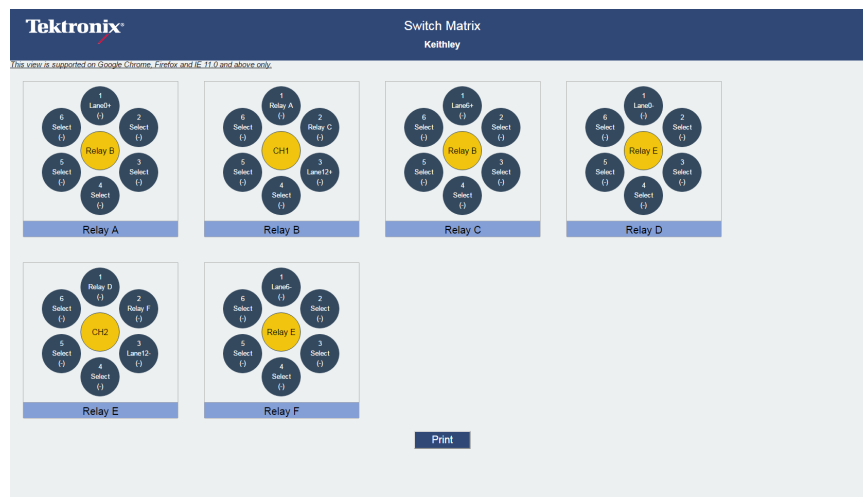 Tektronix®
Switch Matrix
Keithley
This view is supported on Google Chrome, Firefox and IE 11.0 and above only.
1
Lane0+
(-)
2
Select
(-)
3
Select
(-)
4
Select
(-)
5
Select
(-)
6
Select
(-)
Relay B
Relay A
1
Relay A
(-)
2
Relay C
(-)
3
Lane12+
(-)
4
Select
(-)
5
Select
(-)
6
Select
(-)
CH1
Relay B
1
Lane6+
(-)
2
Select
(-)
3
Select
(-)
4
Select
(-)
5
Select
(-)
6
Select
(-)
Relay B
Relay C
1
Lane0-
(-)
2
Select
(-)
3
Select
(-)
4
Select
(-)
5
Select
(-)
6
Select
(-)
Relay E
Relay D
1
Relay D
(-)
2
Relay F
(-)
3
Lane12-
(-)
4
Select
(-)
5
Select
(-)
6
Select
(-)
CH2
Relay E
1
Lane6-
(-)
2
Select
(-)
3
Select
(-)
4
Select
(-)
5
Select
(-)
6
Select
(-)
Relay E
Relay F
Print